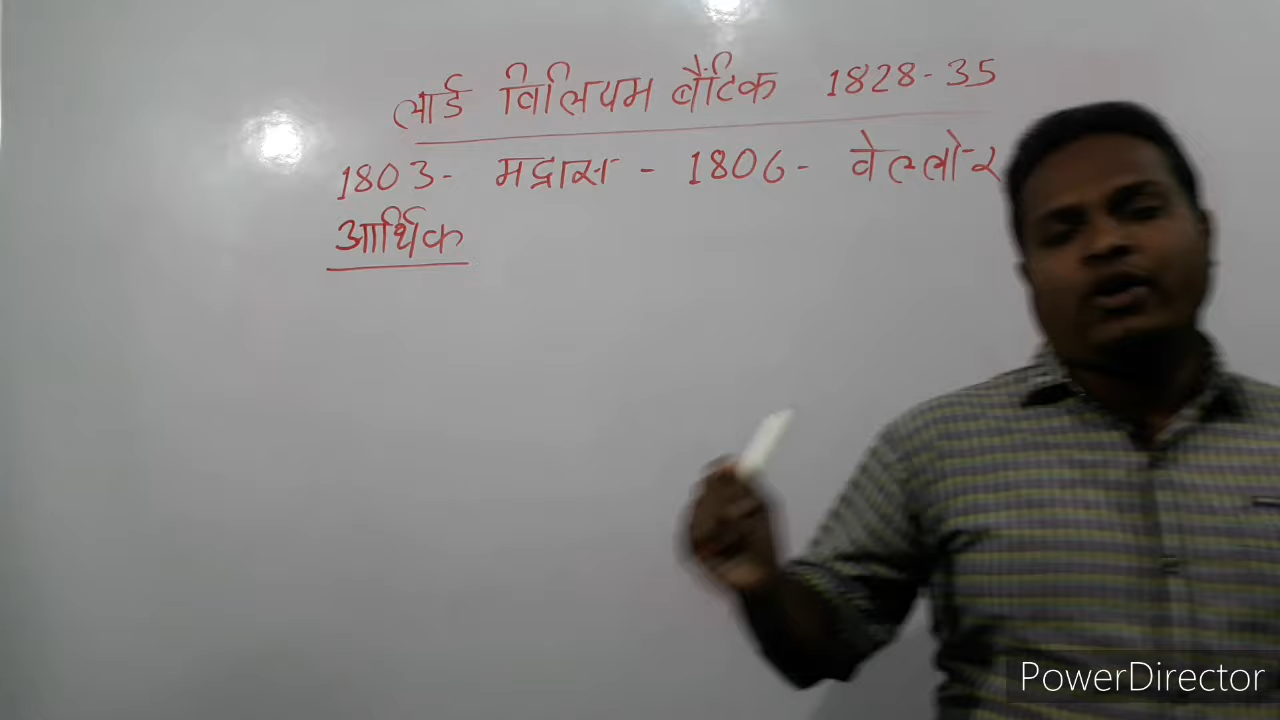 लार्ड विलियम बैंटिक 1828-35
1803- मद्रास - 1806- वेल्लोर
आर्थिक
PowerDirector